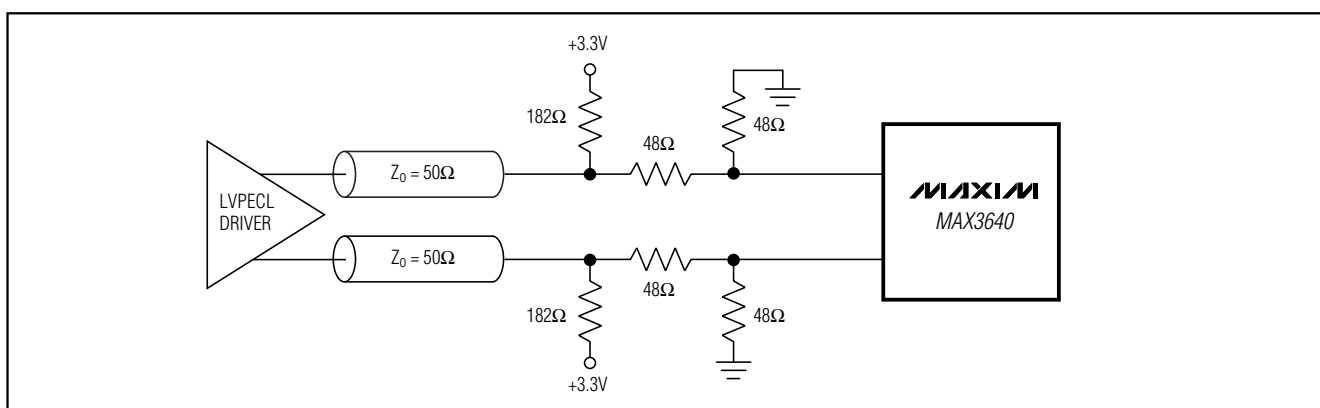 +3.3V
182Ω
48Ω
48Ω
Z0 = 50Ω
LVPECL
DRIVER
MAXIM
MAX3640
Z0 = 50Ω
48Ω
182Ω
48Ω
+3.3V